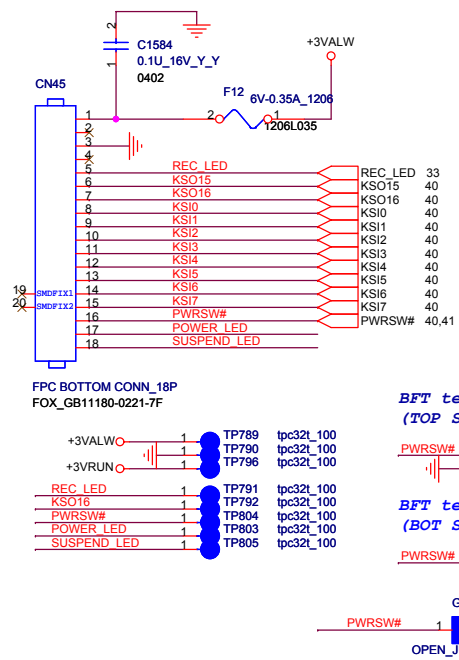 2
C1584
0.1U_16V_Y_Y
0402
1
+3VALW
CN45
F12
6V-0.35A_1206
2
1
1206L035
1
2
3
4
5 REC_LED REC_LED 33
6 KSO15 KSO15 40
7 KSO16 KSO16 40
8 KSI0 KSI0 40
9 KSI1 KSI1 40
10 KSI2 KSI2 40
11 KSI3 KSI3 40
12 KSI4 KSI4 40
13 KSI5 KSI5 40
19 SMDFIX1 14 KSI6 KSI6 40
20 SMDFIX2 15 KSI7 KSI7 40
16 PWRSW# PWRSW# 40,41
17 POWER_LED
18 SUSPEND_LED
FPC BOTTOM CONN_18P
FOX_GB11180-0221-7F
BFT te
(TOP S
+3VALW 1 TP789 tpc32t_100
1 TP790 tpc32t_100
+3VRUN 1 TP796 tpc32t_100
PWRSW#
REC_LED 1 TP791 tpc32t_100
KSO16 1 TP792 tpc32t_100
PWRSW# 1 TP804 tpc32t_100
POWER_LED 1 TP803 tpc32t_100
SUSPEND_LED 1 TP805 tpc32t_100
BFT te
(BOT S
PWRSW#
G
PWRSW# 1
OPEN_J